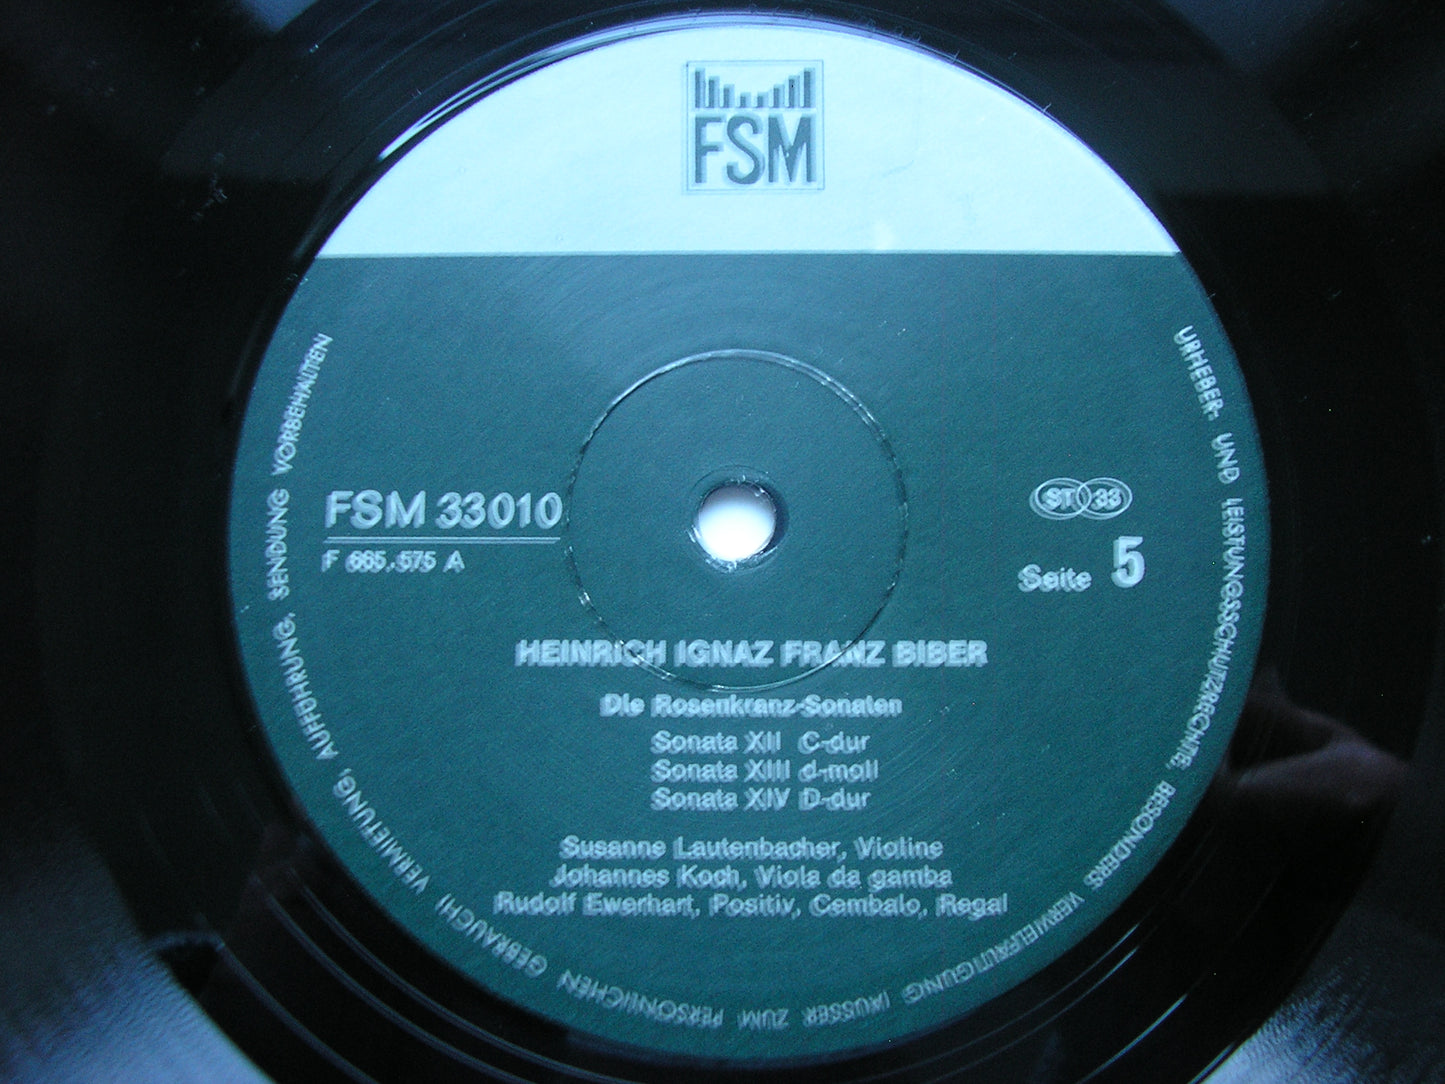 FSM
FSM 33010
F 665.575 A
ST 33
Seite 5
HEINRICH IGNAZ FRANZ BIBER
Die Rosenkranz-Sonaten
Sonata XII C-dur
Sonata XIII d-moll
Sonata XIV D-dur
Susanne Lautenbacher, Violine
Johannes Koch, Viola da gamba
Rudolf Ewerhart, Positiv, Cembalo, Regal
URHEBER- UND LEISTUNGSSCHUTZRECHTE, BESONDERS VERVIELFÄLTIGUNG (AUSSER ZUM PERSÖNLICHEN GEBRAUCH) VERMIETUNG, AUFFÜHRUNG, SENDUNG VORBEHALTEN